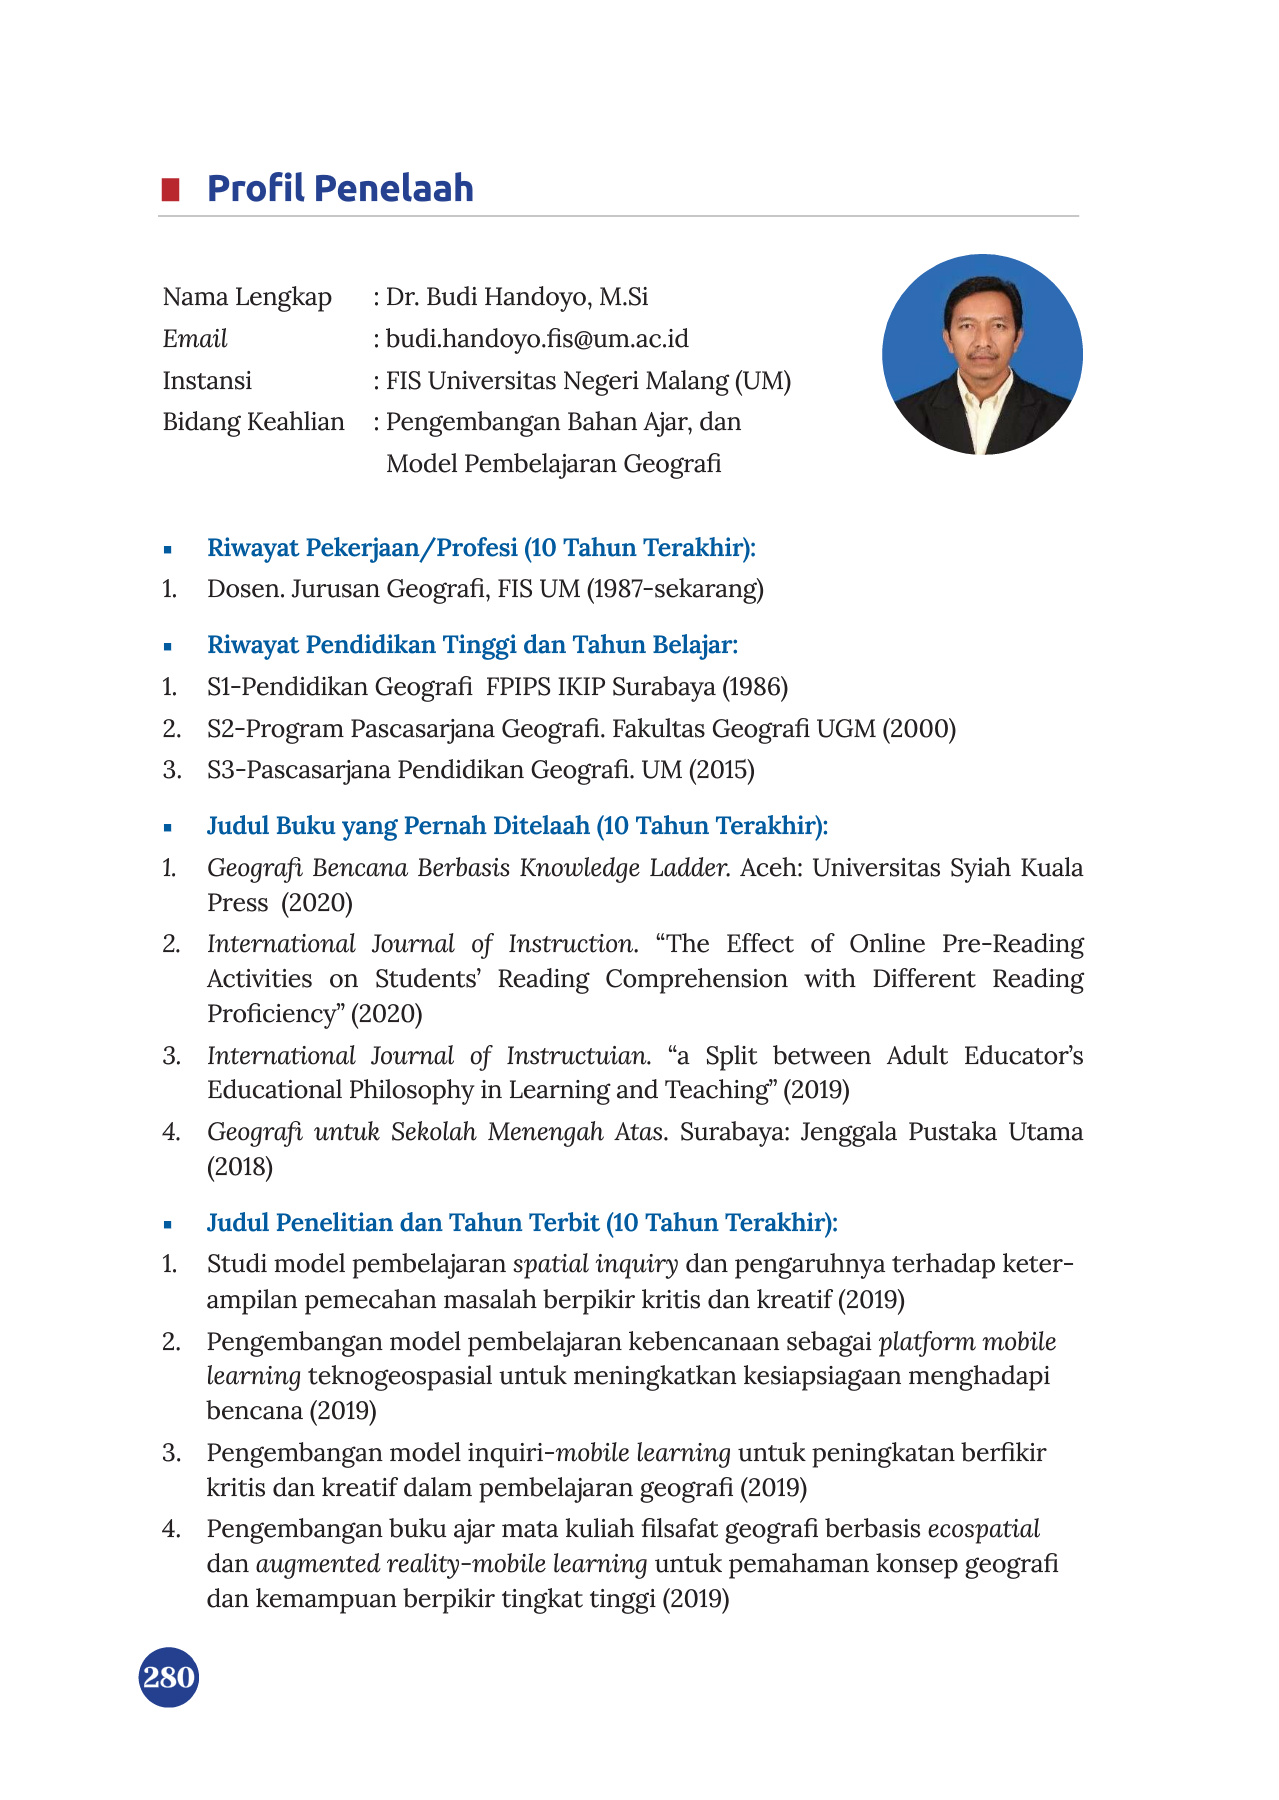 Profil Penelaah
Nama Lengkap : Dr. Budi Handoyo, M.Si
Email : budi.handoyo.fis@um.ac.id
Instansi : FIS Universitas Negeri Malang (UM)
Bidang Keahlian : Pengembangan Bahan Ajar, dan
Model Pembelajaran Geografi
▪ Riwayat Pekerjaan/Profesi (10 Tahun Terakhir):
1. Dosen. Jurusan Geografi, FIS UM (1987-sekarang)
▪ Riwayat Pendidikan Tinggi dan Tahun Belajar:
1. S1-Pendidikan Geografi FPIPS IKIP Surabaya (1986)
2. S2-Program Pascasarjana Geografi. Fakultas Geografi UGM (2000)
3. S3-Pascasarjana Pendidikan Geografi. UM (2015)
▪ Judul Buku yang Pernah Ditelaah (10 Tahun Terakhir):
1. Geografi Bencana Berbasis Knowledge Ladder. Aceh: Universitas Syiah Kuala
Press (2020)
2. International Journal of Instruction. “The Effect of Online Pre-Reading
Activities on Students’ Reading Comprehension with Different Reading
Proficiency” (2020)
3. International Journal of Instructuian. “a Split between Adult Educator’s
Educational Philosophy in Learning and Teaching” (2019)
4. Geografi untuk Sekolah Menengah Atas. Surabaya: Jenggala Pustaka Utama
(2018)
▪ Judul Penelitian dan Tahun Terbit (10 Tahun Terakhir):
1. Studi model pembelajaran spatial inquiry dan pengaruhnya terhadap keter-
ampilan pemecahan masalah berpikir kritis dan kreatif (2019)
2. Pengembangan model pembelajaran kebencanaan sebagai platform mobile
learning teknogeospasial untuk meningkatkan kesiapsiagaan menghadapi
bencana (2019)
3. Pengembangan model inquiri-mobile learning untuk peningkatan berfikir
kritis dan kreatif dalam pembelajaran geografi (2019)
4. Pengembangan buku ajar mata kuliah filsafat geografi berbasis ecospatial
dan augmented reality-mobile learning untuk pemahaman konsep geografi
dan kemampuan berpikir tingkat tinggi (2019)
280